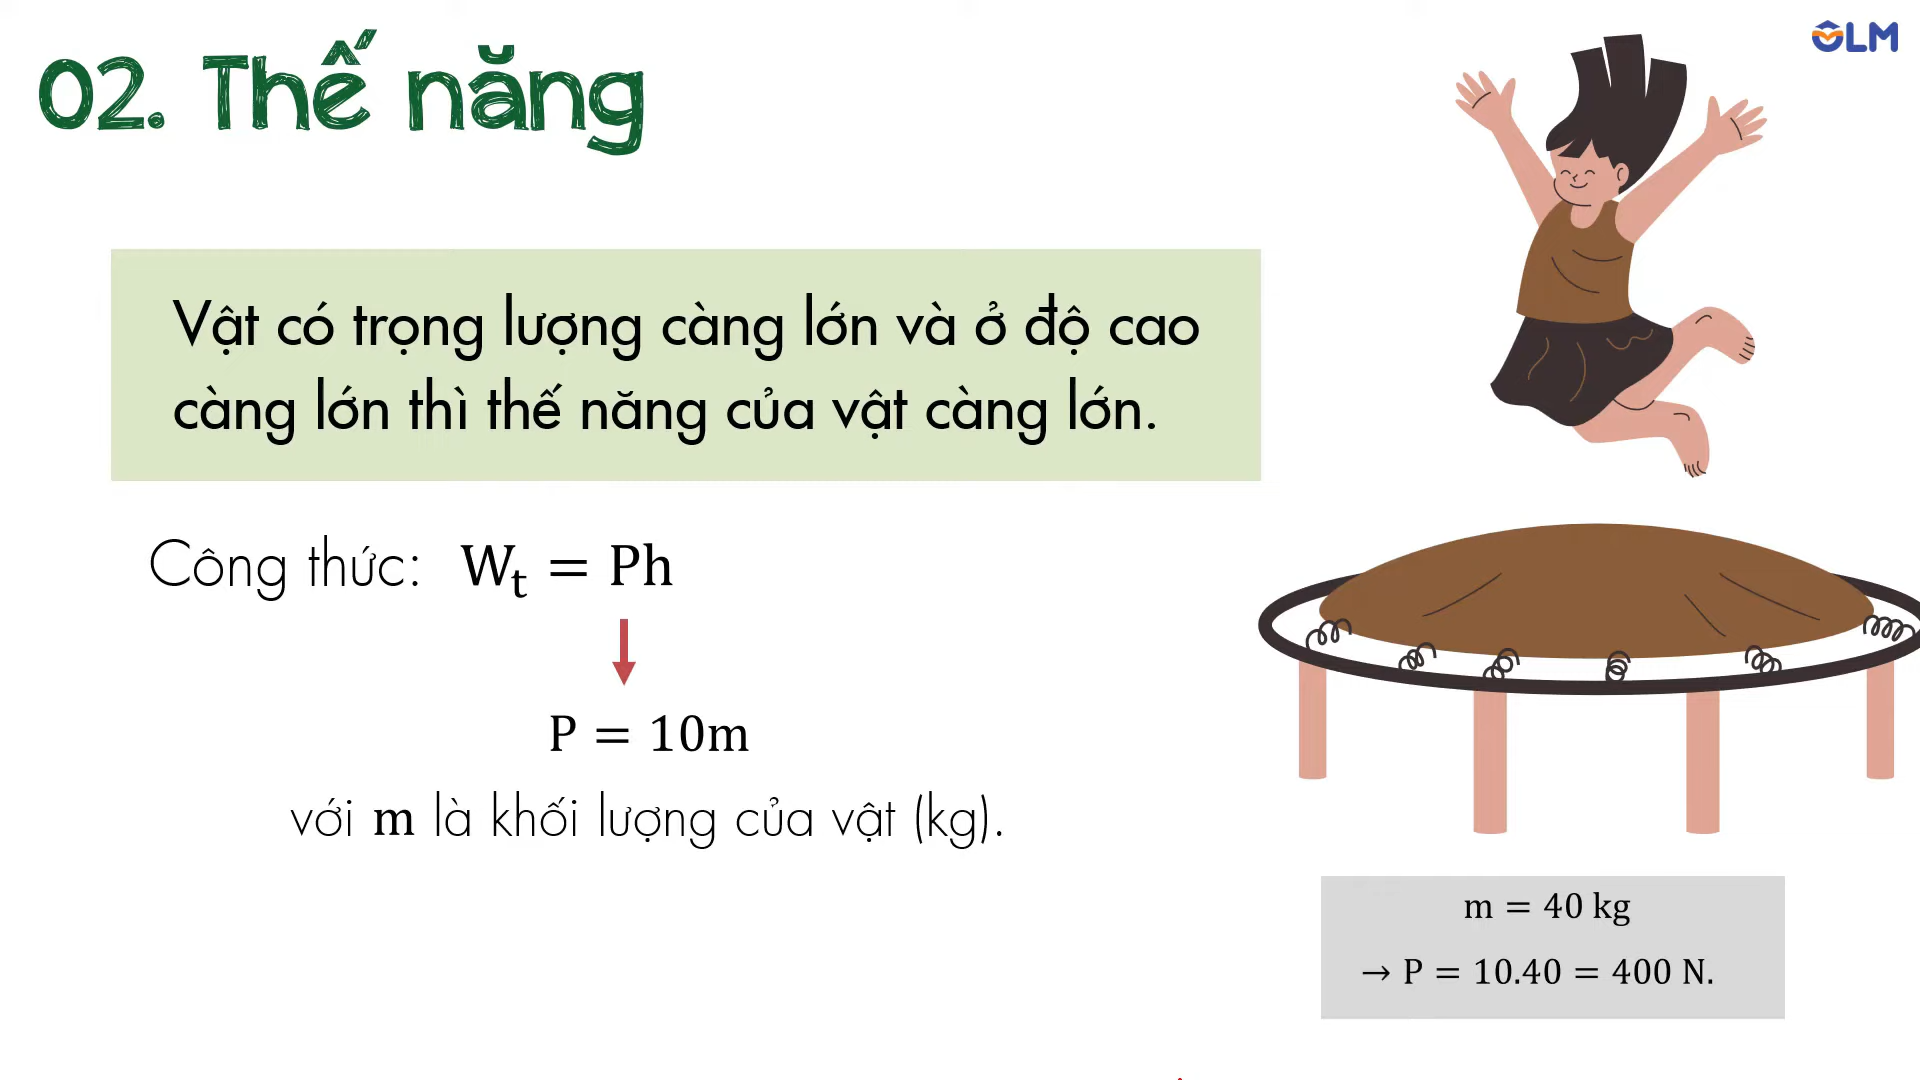 02. Thế năng
OLM
Vật có trọng lượng càng lớn và ở độ cao
càng lớn thì thế năng của vật càng lớn.
Công thức: Wₜ = Ph
P = 10m
với m là khối lượng của vật (kg).
m = 40 kg
→ P = 10.40 = 400 N.